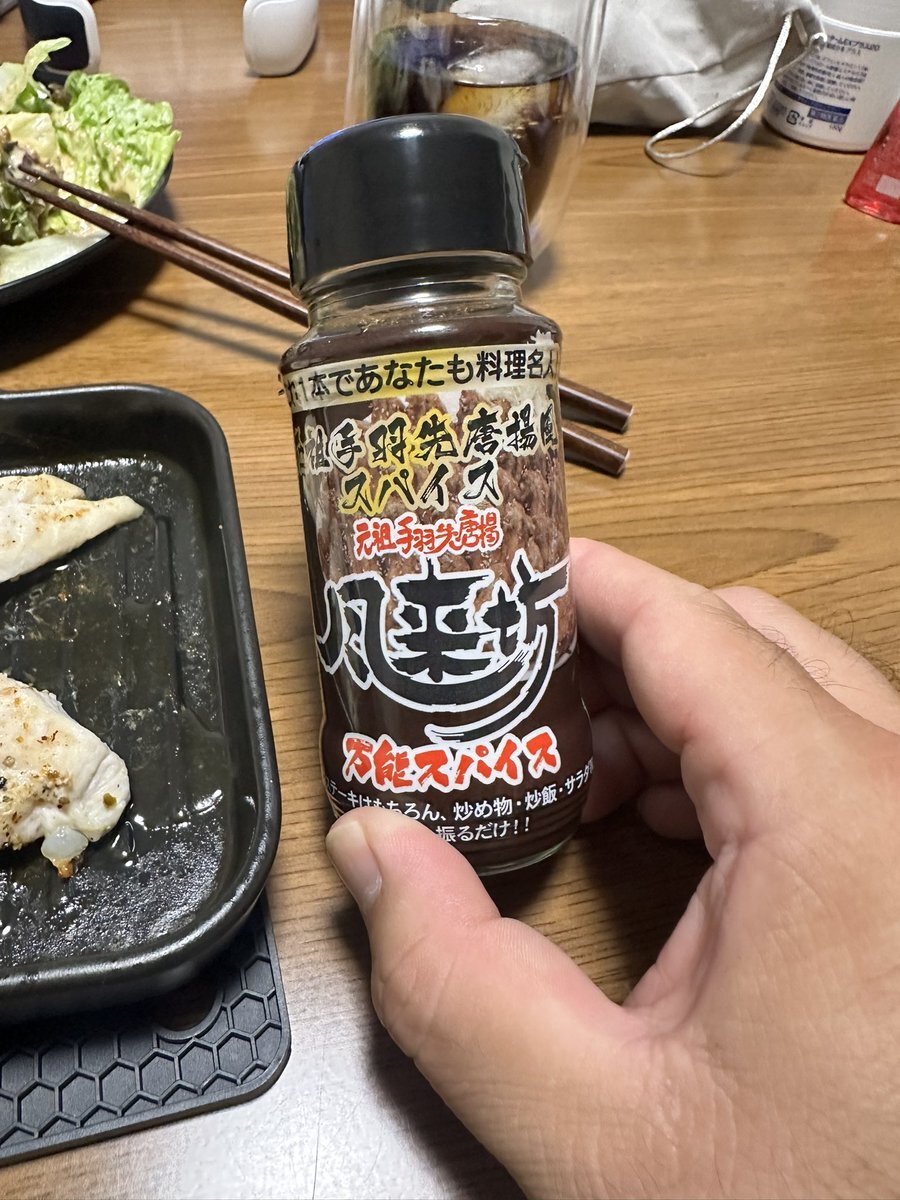 1本であなたも料理名人
元祖手羽先唐揚風
スパイス
元祖手羽先唐揚
風来坊
万能スパイス
ステーキはもちろん、炒め物・炒飯・サラダ
振るだけ!!